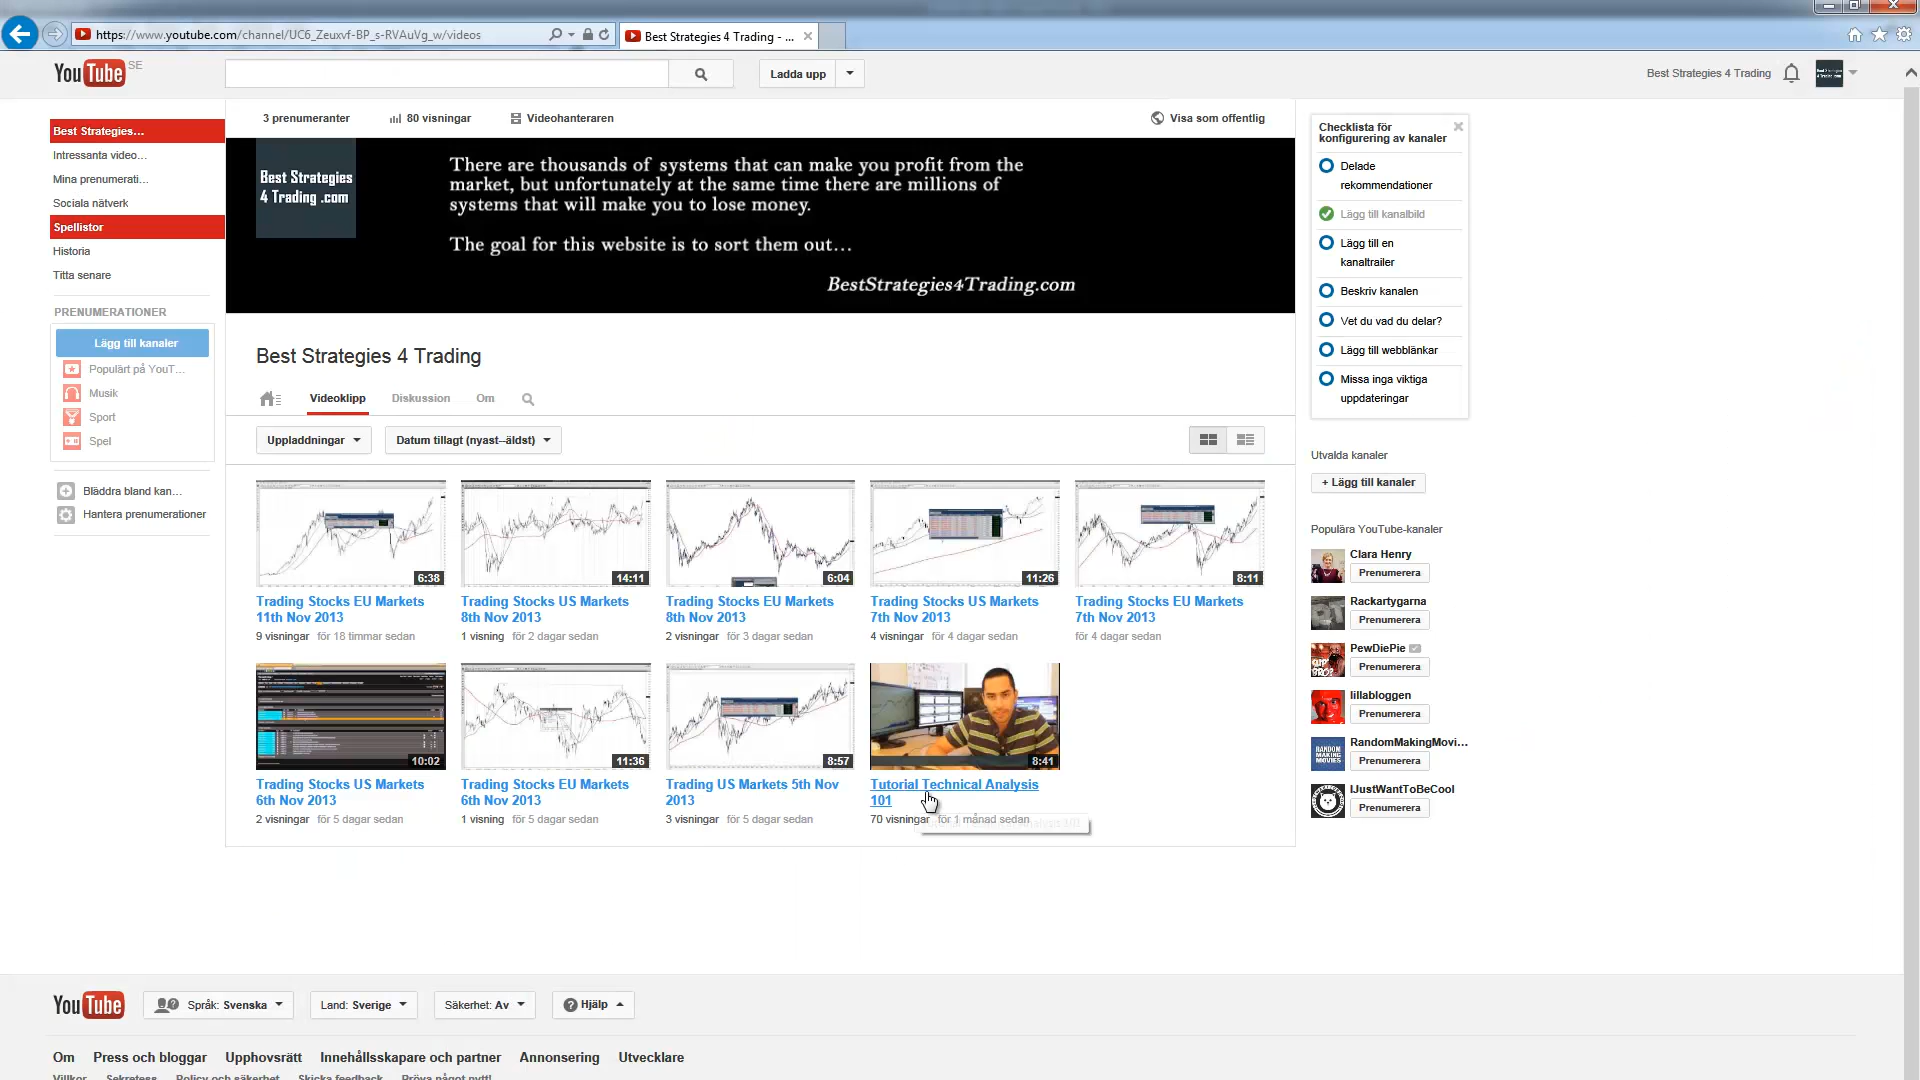 https://www.youtube.com/channel/UC6_Zeuxvf-BP_s-RVAuVg_w/videos
Best Strategies 4 Trading - ...
YouTube SE
Ladda upp
Best Strategies 4 Trading
Best Strategies...
Intressanta video...
Mina prenumerati...
Sociala nätverk
Spellistor
Historia
Titta senare
PRENUMERATIONER
Lägg till kanaler
Populärt på YouT...
Musik
Sport
Spel
Bläddra bland kan...
Hantera prenumerationer
3 prenumeranter
80 visningar
Videohanteraren
Visa som offentlig
Best Strategies
4 Trading .com
There are thousands of systems that can make you profit from the
market, but unfortunately at the same time there are millions of
systems that will make you to lose money.
The goal for this website is to sort them out...
BestStrategies4Trading.com
Best Strategies 4 Trading
Videoklipp
Diskussion
Om
Uppladdningar
Datum tillagt (nyast–äldst)
6:38
14:11
6:04
11:26
8:11
Trading Stocks EU Markets
11th Nov 2013
9 visningar för 18 timmar sedan
Trading Stocks US Markets
8th Nov 2013
1 visning för 2 dagar sedan
Trading Stocks EU Markets
8th Nov 2013
2 visningar för 3 dagar sedan
Trading Stocks US Markets
7th Nov 2013
4 visningar för 4 dagar sedan
Trading Stocks EU Markets
7th Nov 2013
för 4 dagar sedan
10:02
11:36
8:57
8:41
Trading Stocks US Markets
6th Nov 2013
2 visningar för 5 dagar sedan
Trading Stocks EU Markets
6th Nov 2013
1 visning för 5 dagar sedan
Trading US Markets 5th Nov
2013
3 visningar för 5 dagar sedan
Tutorial Technical Analysis
101
70 visningar för 1 månad sedan
Checklista för
konfigurering av kanaler
Delade
rekommendationer
Lägg till kanalbild
Lägg till en
kanaltrailer
Beskriv kanalen
Vet du vad du delar?
Lägg till webblänkar
Missa inga viktiga
uppdateringar
Utvalda kanaler
+ Lägg till kanaler
Populära YouTube-kanaler
Clara Henry
Prenumerera
Rackartygarna
Prenumerera
PewDiePie
Prenumerera
lillabloggen
Prenumerera
RANDOM
MAKING
MOVIES
RandomMakingMovi...
Prenumerera
IJustWantToBeCool
Prenumerera
YouTube
Språk: Svenska
Land: Sverige
Säkerhet: Av
Hjälp
Om Press och bloggar Upphovsrätt Innehållsskapare och partner Annonsering Utvecklare
Villkor Sekretess Policy och säkerhet Skicka feedback Pröva något nytt!